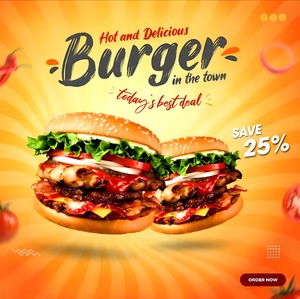 Hot and Delicious
Burger
in the town
today's best deal
SAVE
25%
ORDER NOW